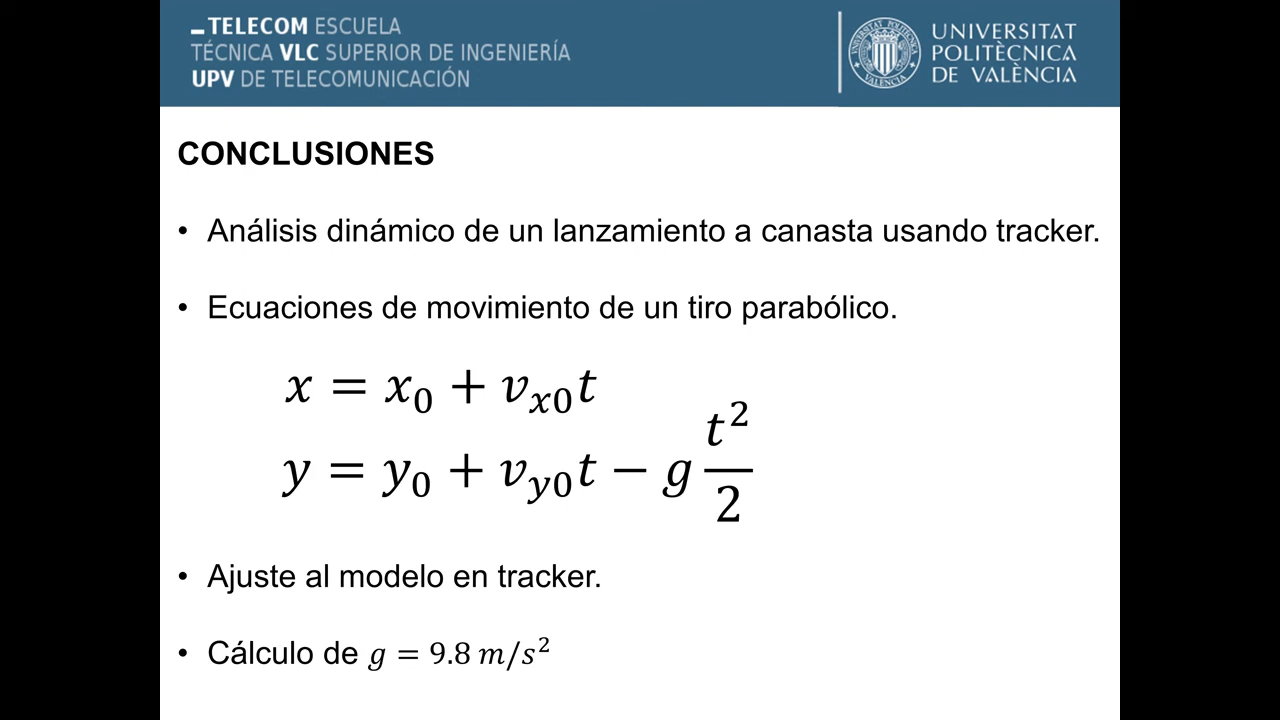 TELECOM ESCUELA
TÉCNICA VLC SUPERIOR DE INGENIERÍA
UPV DE TELECOMUNICACIÓN
UNIVERSITAT
POLITÈCNICA
DE VALÈNCIA
CONCLUSIONES
• Análisis dinámico de un lanzamiento a canasta usando tracker.
• Ecuaciones de movimiento de un tiro parabólico.
x = x₀ + vₓ₀t
y = y₀ + v_{y0}t − g t²/2
• Ajuste al modelo en tracker.
• Cálculo de g = 9.8 m/s²